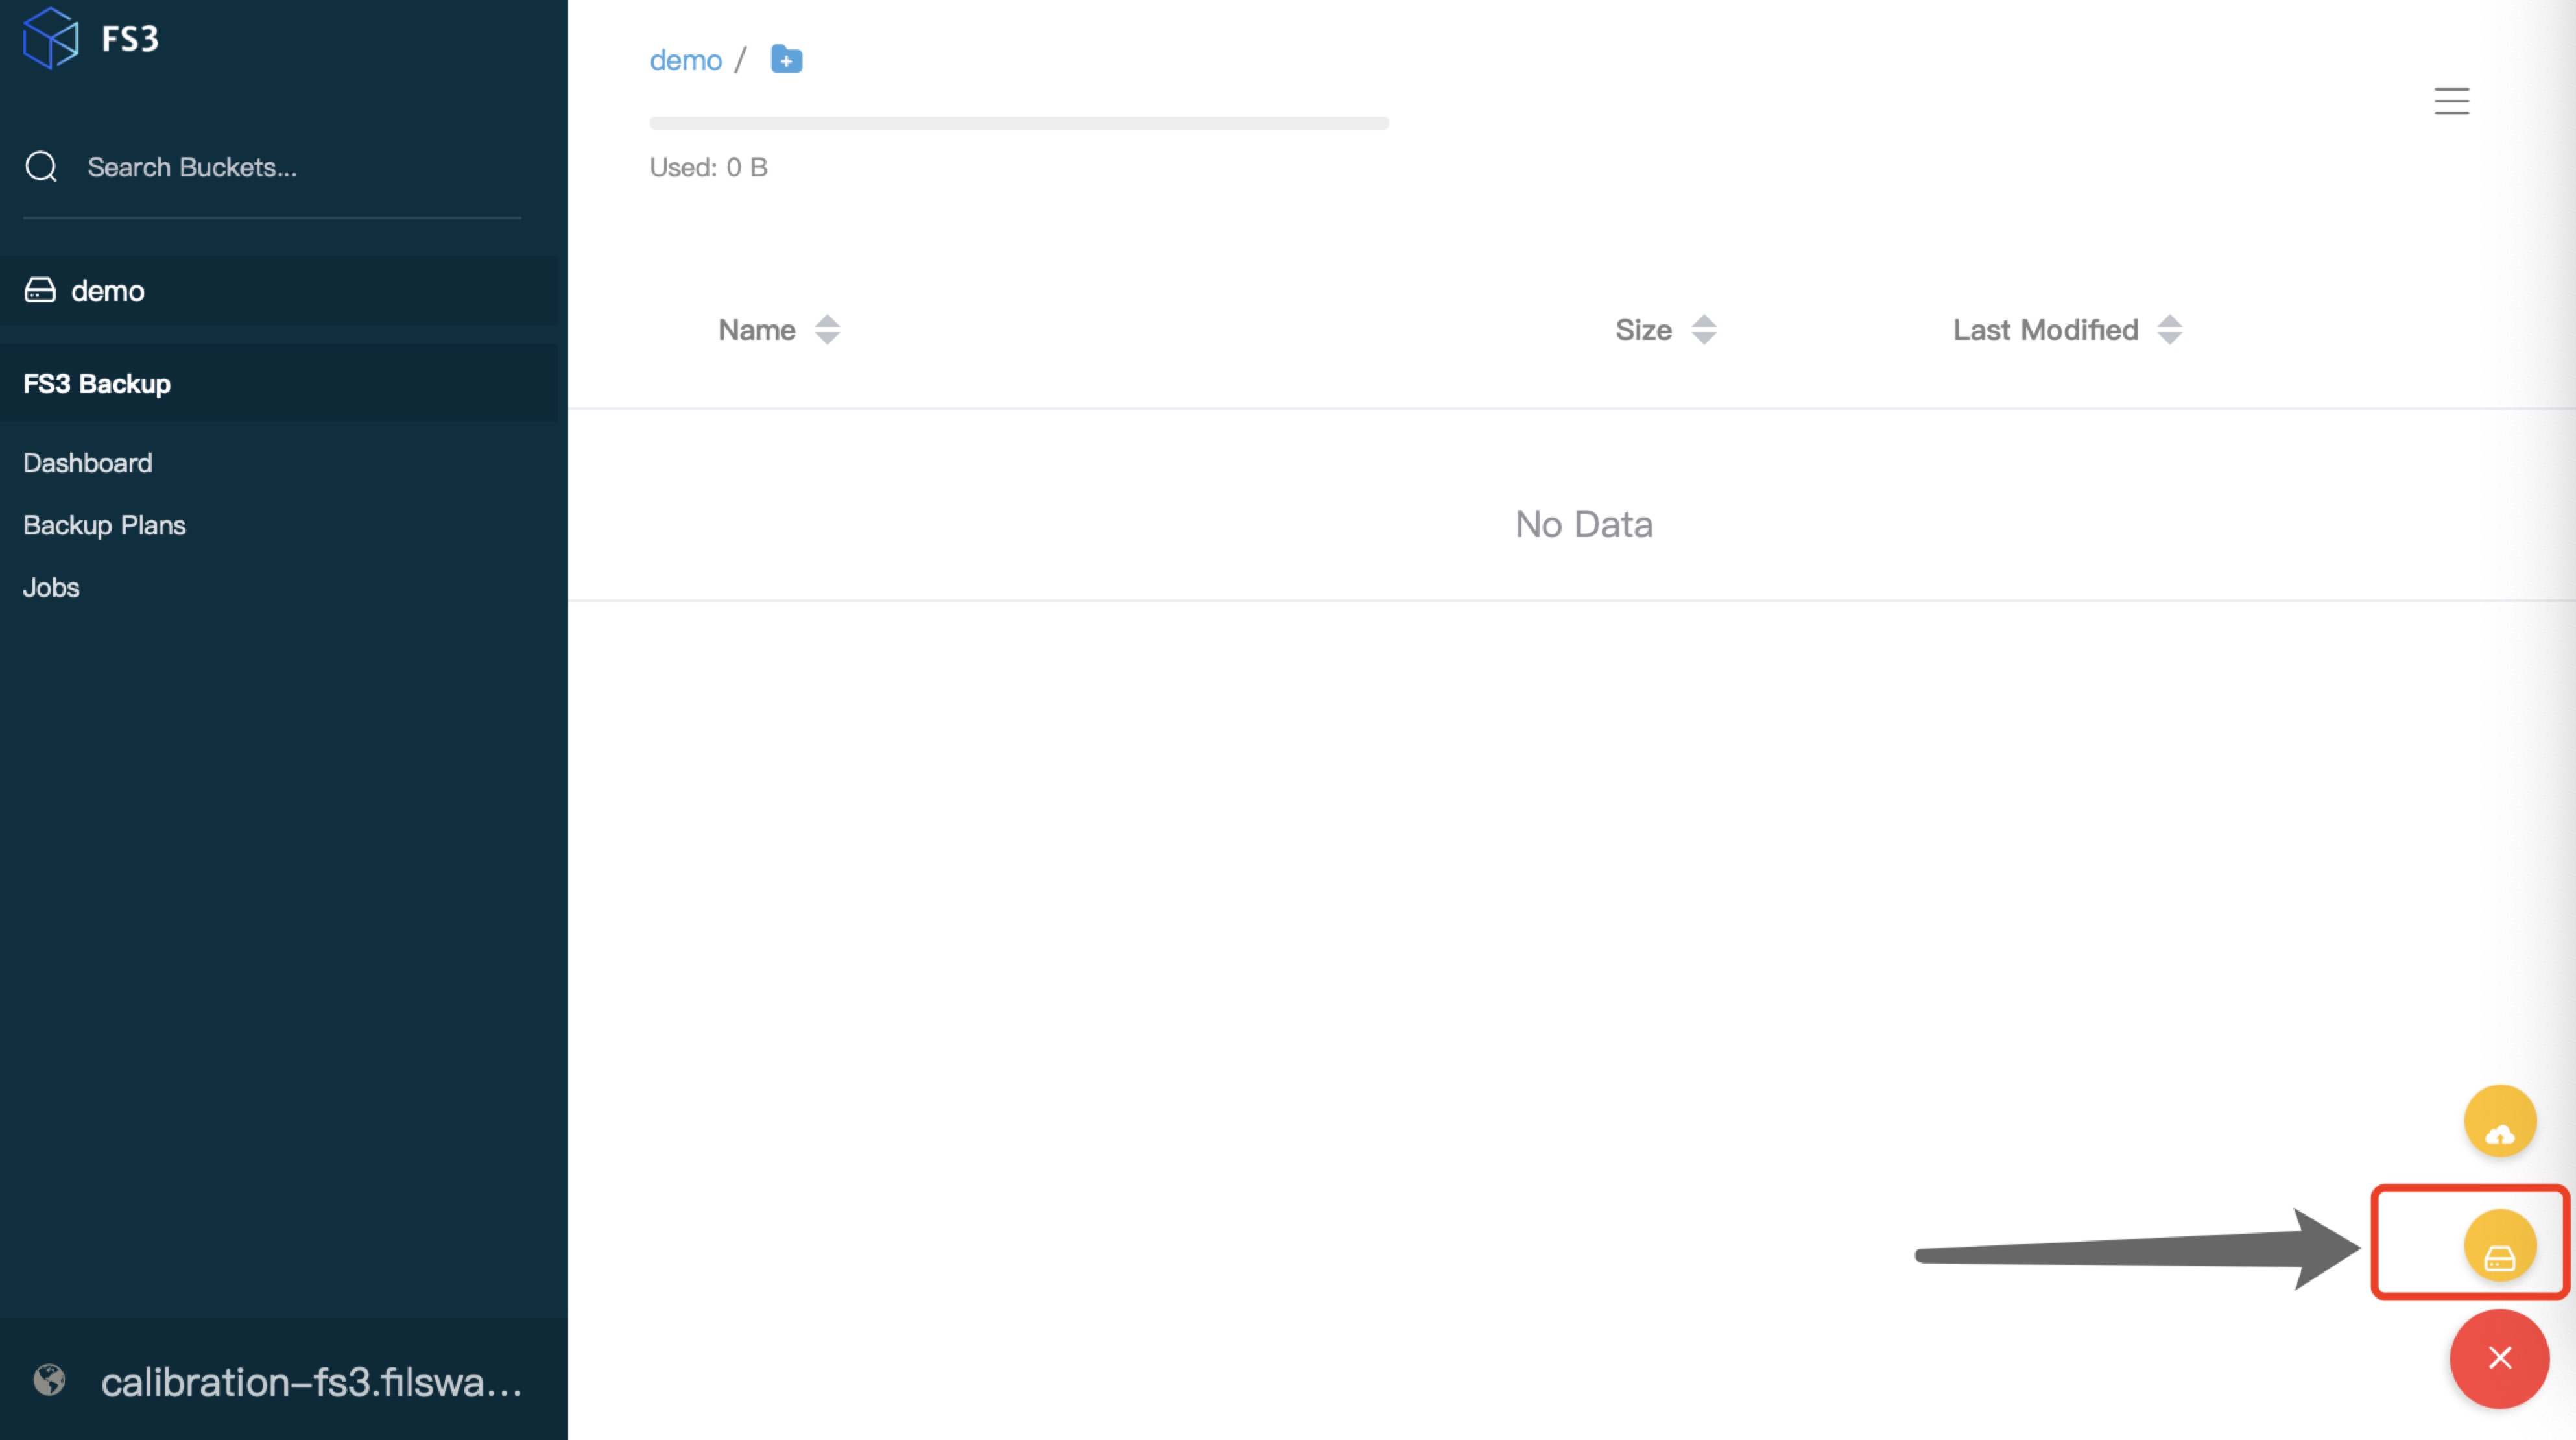 FS3
Search Buckets...
demo
FS3 Backup
Dashboard
Backup Plans
Jobs
calibration-fs3.filswa...
demo /
Used: 0 B
Name Size Last Modified
No Data